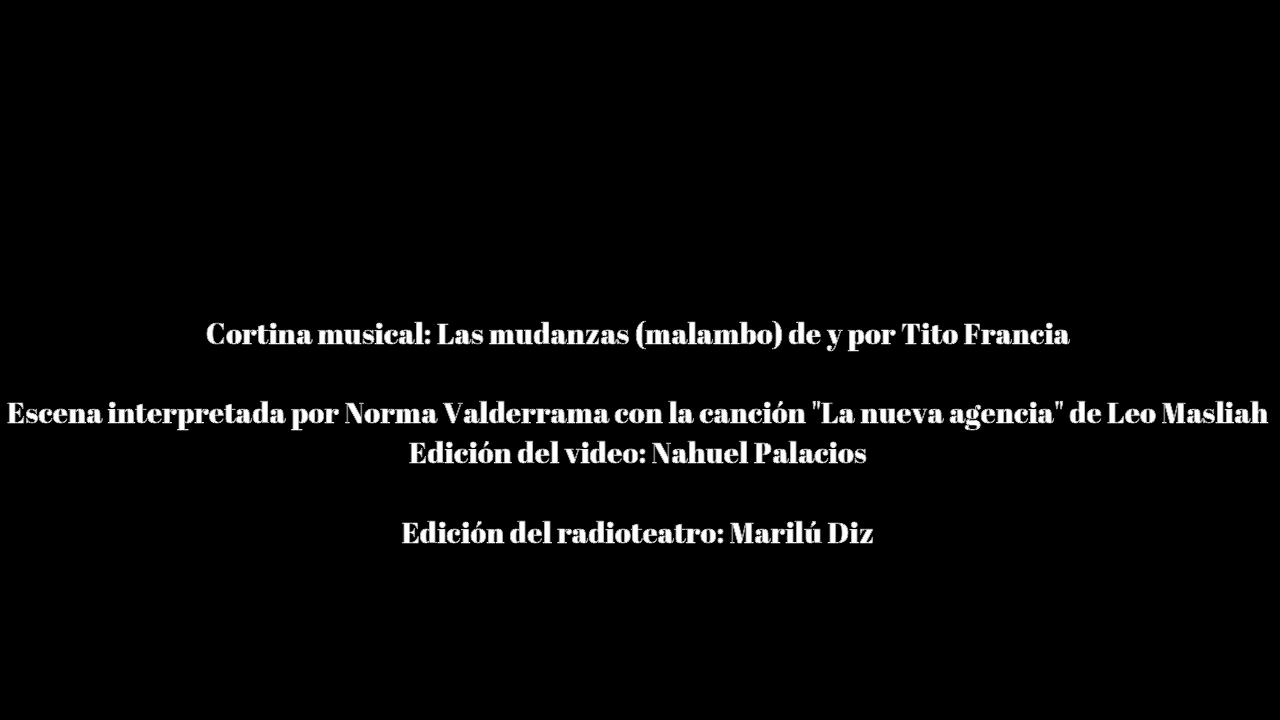 Cortina musical: Las mudanzas (malambo) de y por Tito Francia
Escena interpretada por Norma Valderrama con la canción "La nueva agencia" de Leo Masliah
Edición del video: Nahuel Palacios
Edición del radioteatro: Marilú Diz